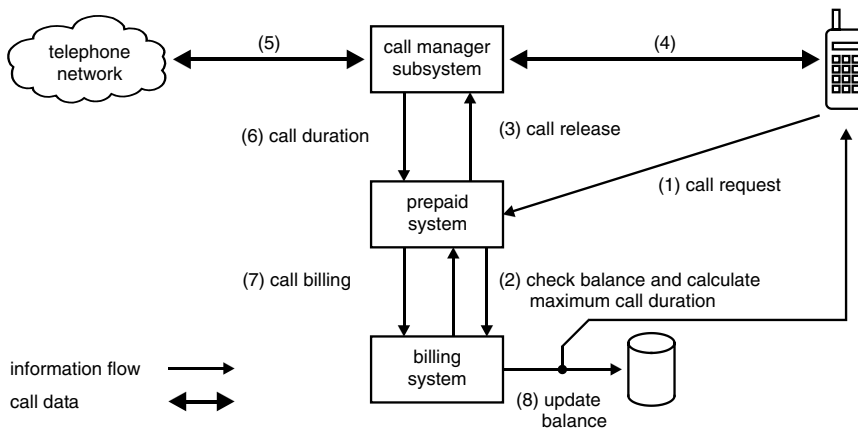 telephone
network
(5)
call manager
subsystem
(4)
(6) call duration
(3) call release
(1) call request
prepaid
system
(7) call billing
(2) check balance and calculate
maximum call duration
billing
system
information flow
call data
(8) update
balance